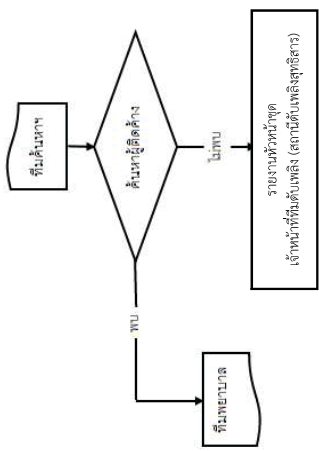 ทีมค้นหาฯ
ค้นหาผู้ติดค้าง
พบ
ไม่พบ
ทีมพยาบาล
รายงานหัวหน้าชุด
เจ้าหน้าที่ทีมดับเพลิง (สถานีดับเพลิงสุทธิสาร)